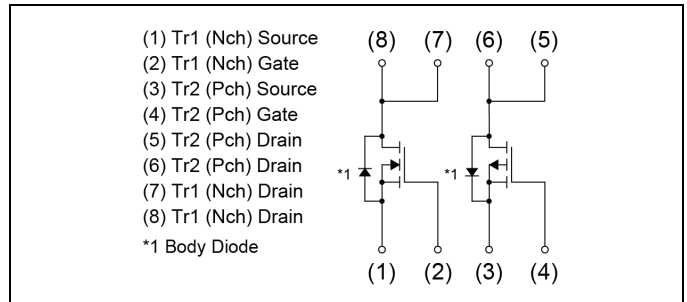 (1) Tr1 (Nch) Source
(2) Tr1 (Nch) Gate
(3) Tr2 (Pch) Source
(4) Tr2 (Pch) Gate
(5) Tr2 (Pch) Drain
(6) Tr2 (Pch) Drain
(7) Tr1 (Nch) Drain
(8) Tr1 (Nch) Drain
*1 Body Diode
(8) (7) (6) (5)
*1 *1
(1) (2) (3) (4)